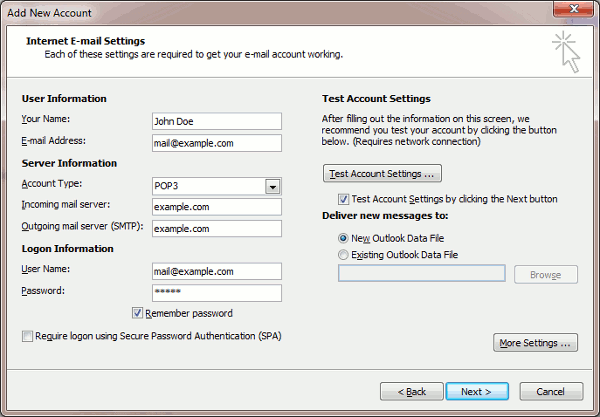 Add New Account
Internet E-mail Settings
Each of these settings are required to get your e-mail account working.
User Information
Your Name:
John Doe
E-mail Address:
mail@example.com
Server Information
Account Type:
POP3
Incoming mail server:
example.com
Outgoing mail server (SMTP):
example.com
Logon Information
User Name:
mail@example.com
Password:
*****
Remember password
Require logon using Secure Password Authentication (SPA)
Test Account Settings
After filling out the information on this screen, we
recommend you test your account by clicking the button
below. (Requires network connection)
Test Account Settings ...
Test Account Settings by clicking the Next button
Deliver new messages to:
New Outlook Data File
Existing Outlook Data File
Browse
More Settings ...
< Back
Next >
Cancel